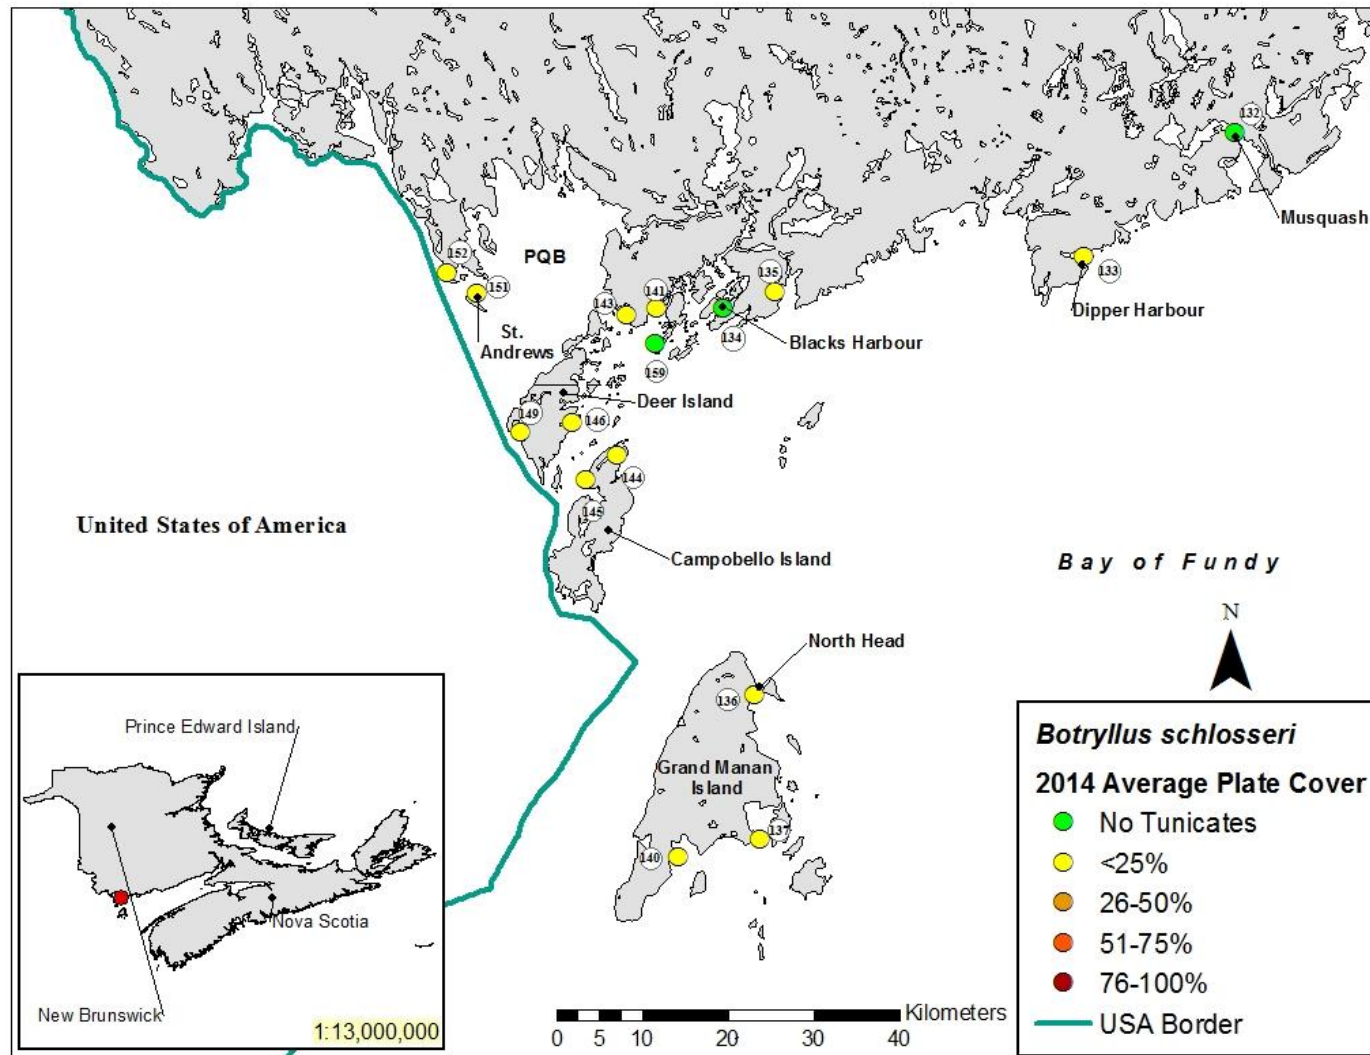 132
Musquash
152
PQB
151
135
141
143
133
Dipper Harbour
St.
Andrews
134
Blacks Harbour
159
Deer Island
149
146
144
145
United States of America
Campobello Island
Bay of Fundy
N
North Head
136
Grand Manan
Island
137
140
Prince Edward Island
Nova Scotia
New Brunswick
1:13,000,000
Kilometers
0 5 10 20 30 40
Botryllus schlosseri
2014 Average Plate Cover
No Tunicates
<25%
26-50%
51-75%
76-100%
USA Border